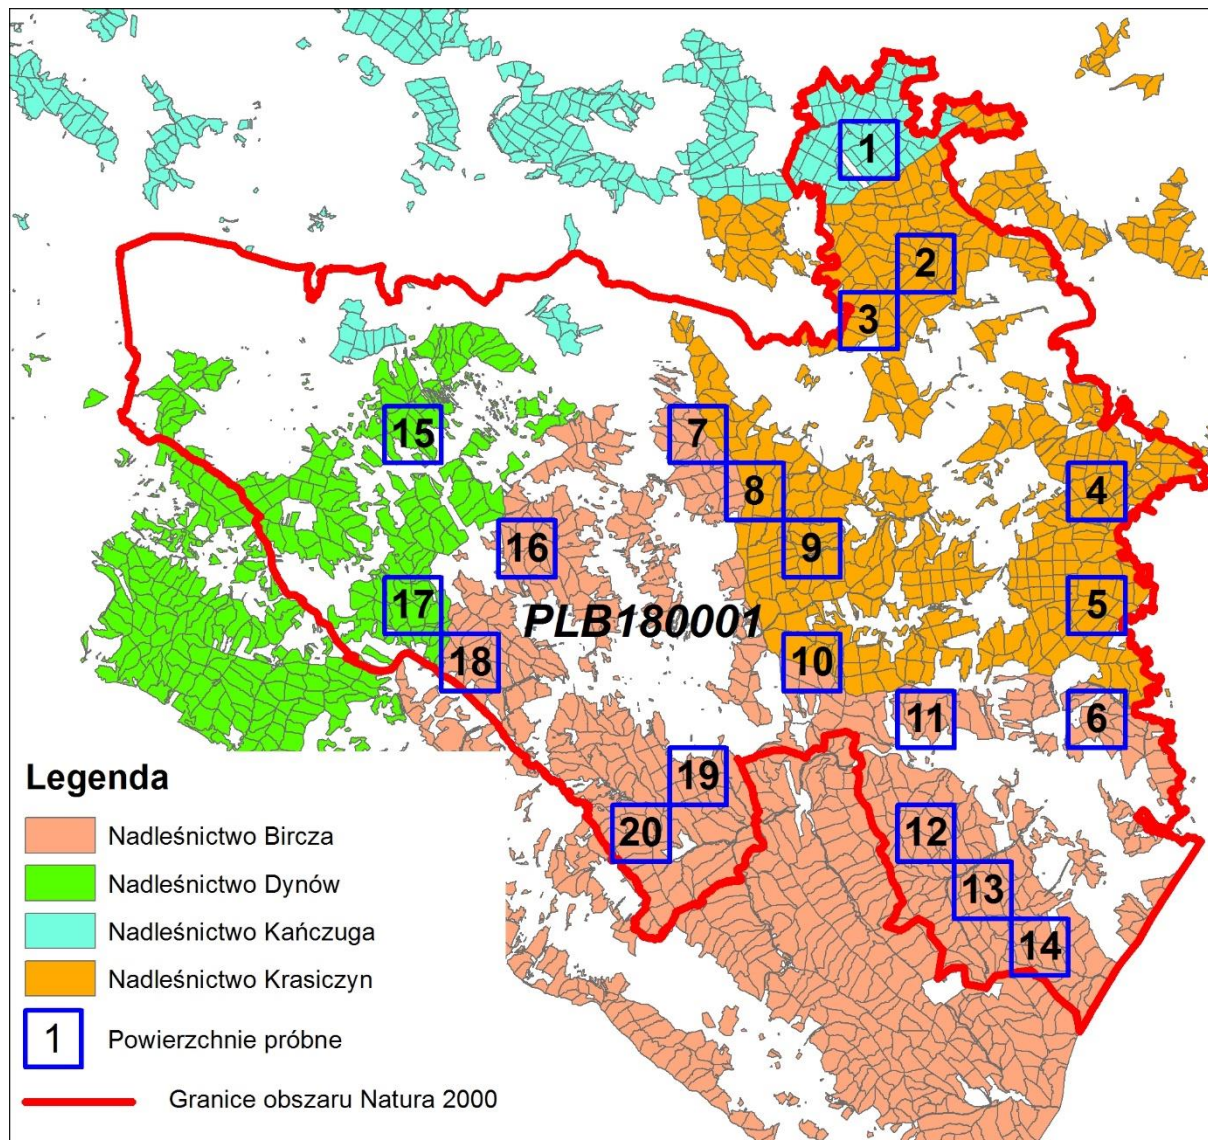 1
2
3
15
7
8
4
16
9
17
PLB180001
5
18
10
11
6
19
20
12
13
14
Legenda
Nadleśnictwo Bircza
Nadleśnictwo Dynów
Nadleśnictwo Kańczuga
Nadleśnictwo Krasiczyn
1 Powierzchnie próbne
Granice obszaru Natura 2000